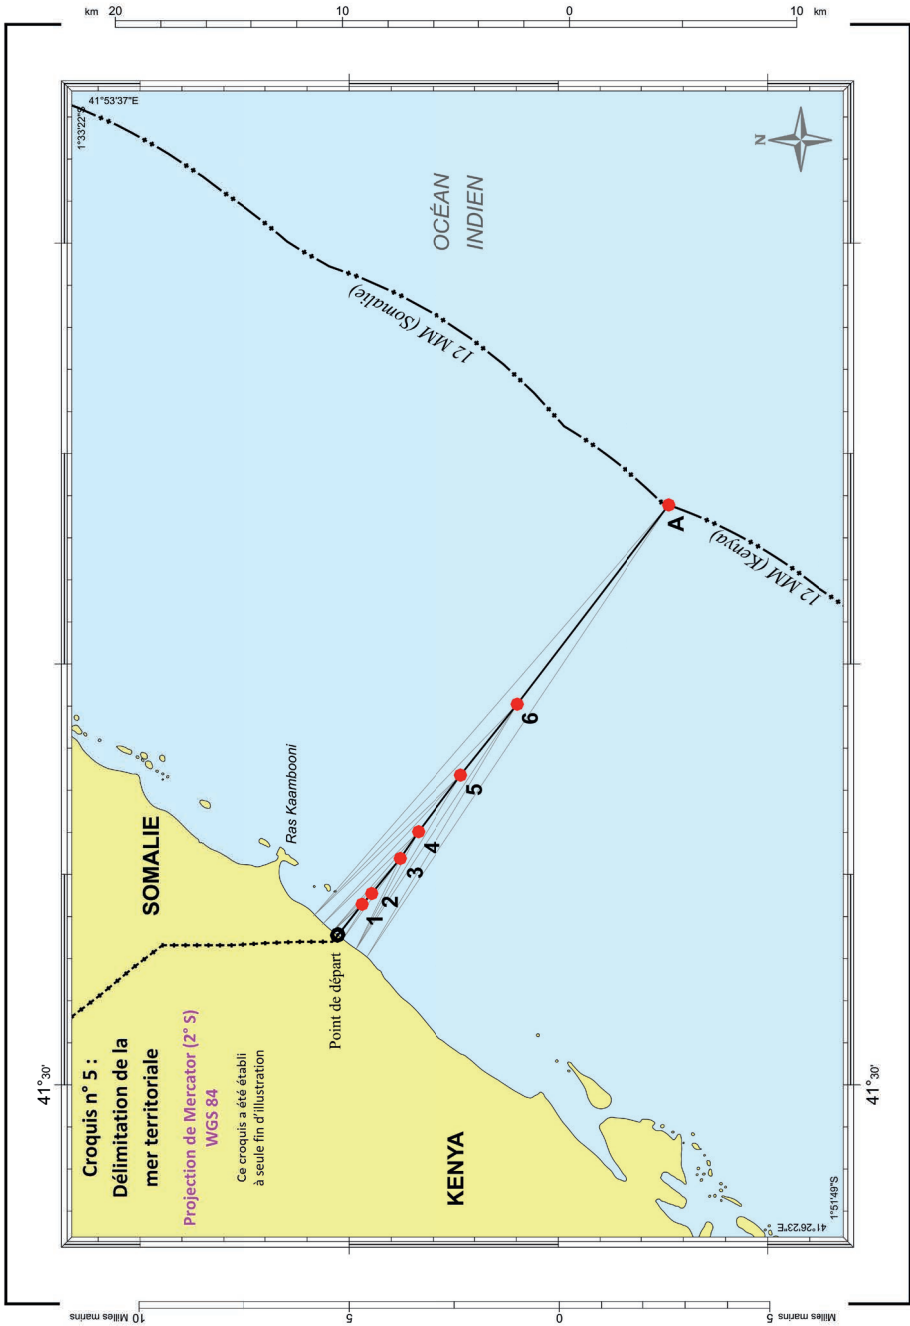 Croquis n° 5 :
Délimitation de la
mer territoriale
Projection de Mercator (2° S)
WGS 84
Ce croquis a été établi
à seule fin d'illustration
SOMALIE
KENYA
Ras Kaambooni
Point de départ
1
2
3
4
5
6
A
12 MM (Somalie)
12 MM (Kenya)
OCÉAN
INDIEN
N
1°33'22"S
41°53'37"E
41°26'23"E
1°51'49"S
41°30'
41°30'
km 20
10
0
10 km
Milles marins 10
5
0
5 Milles marins